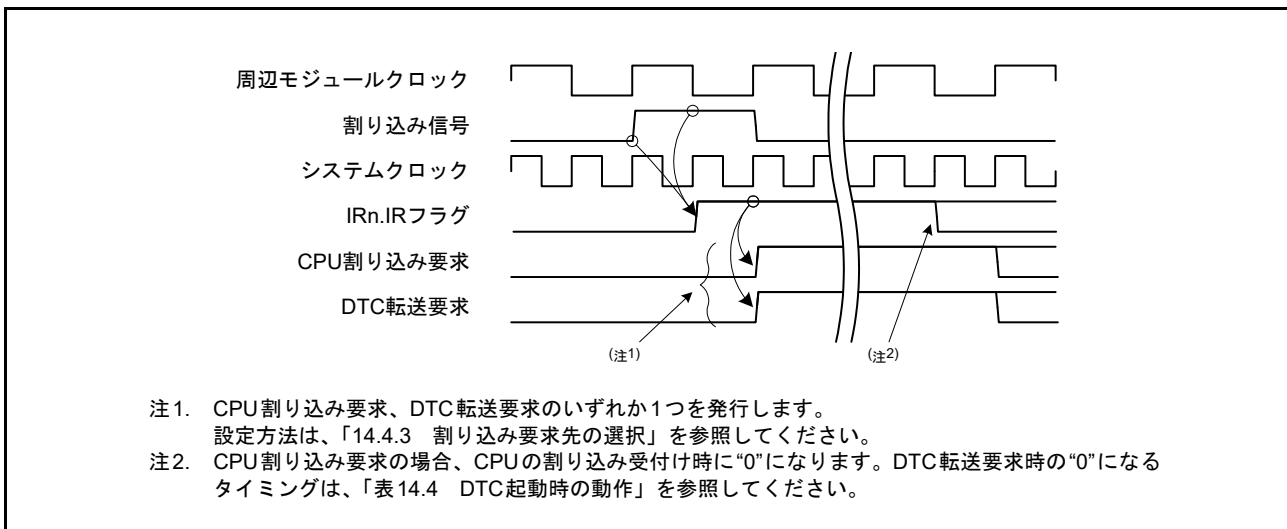 周辺モジュールクロック
割り込み信号
システムクロック
IRn.IRフラグ
CPU割り込み要求
DTC転送要求
(注1)
(注2)
注1. CPU割り込み要求、DTC転送要求のいずれか1つを発行します。
設定方法は、「14.4.3 割り込み要求先の選択」を参照してください。
注2. CPU割り込み要求の場合、CPUの割り込み受付け時に“0”になります。DTC転送要求時の“0”になる
タイミングは、「表14.4 DTC起動時の動作」を参照してください。